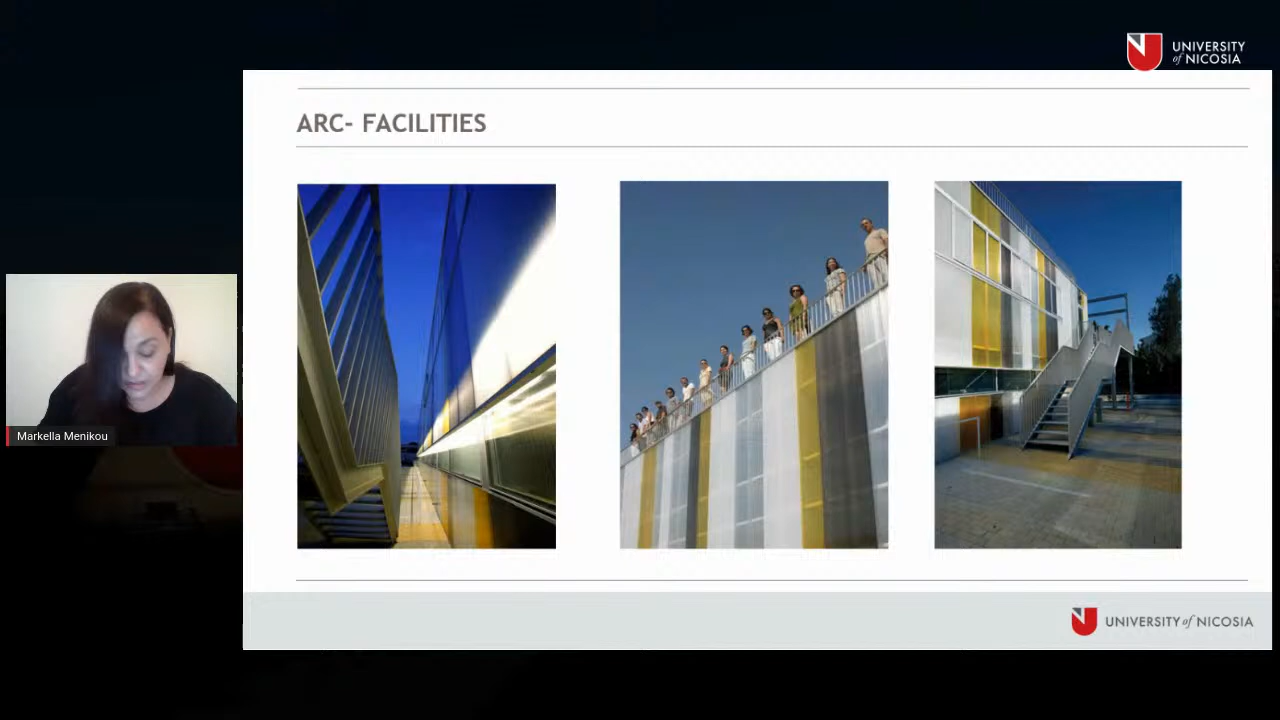 UNIVERSITY
of NICOSIA
ARC- FACILITIES
Markella Menikou
UNIVERSITY of NICOSIA